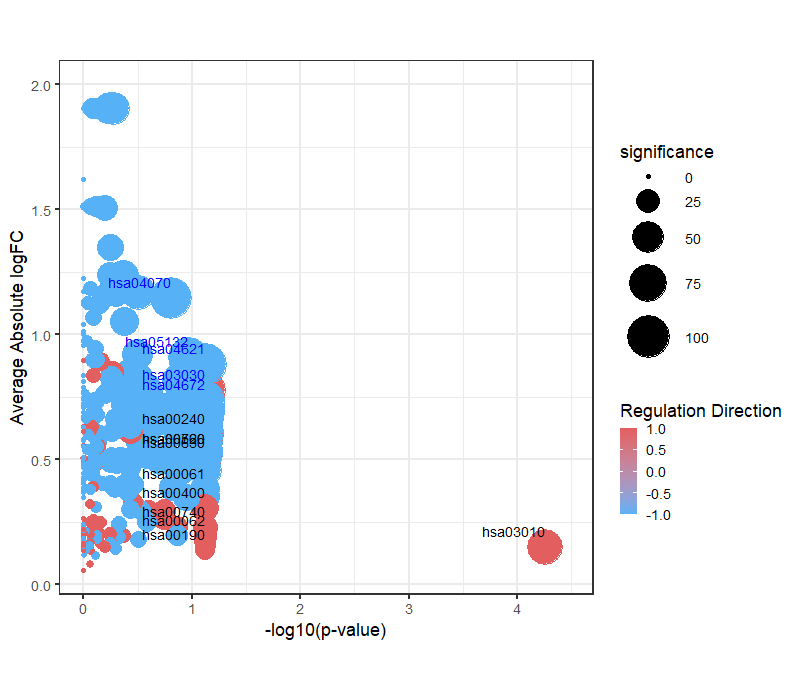 2.0
1.5
1.0
0.5
0.0
Average Absolute logFC
hsa04070
hsa05132
hsa04621
hsa03030
hsa04672
hsa00240
hsa00061
hsa00400
hsa00740
hsa00062
hsa00190
hsa03010
0
1
2
3
4
-log10(p-value)
significance
0
25
50
75
100
Regulation Direction
1.0
0.5
0.0
-0.5
-1.0